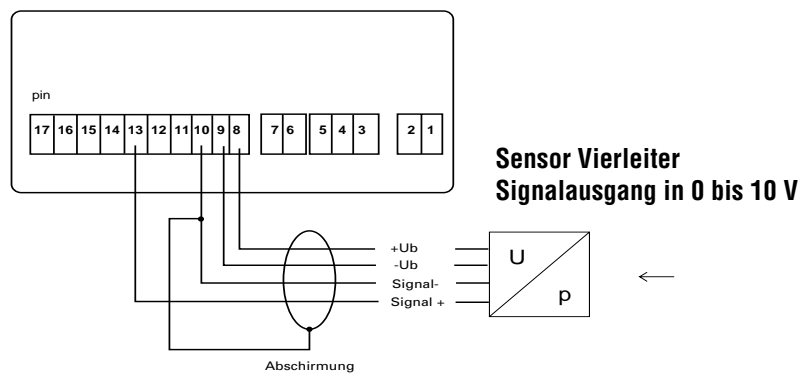 pin
17 16 15 14 13 12 11 10 9 8 7 6 5 4 3 2 1
Sensor Vierleiter
Signalausgang in 0 bis 10 V
+Ub
-Ub
Signal-
Signal +
U
p
Abschirmung